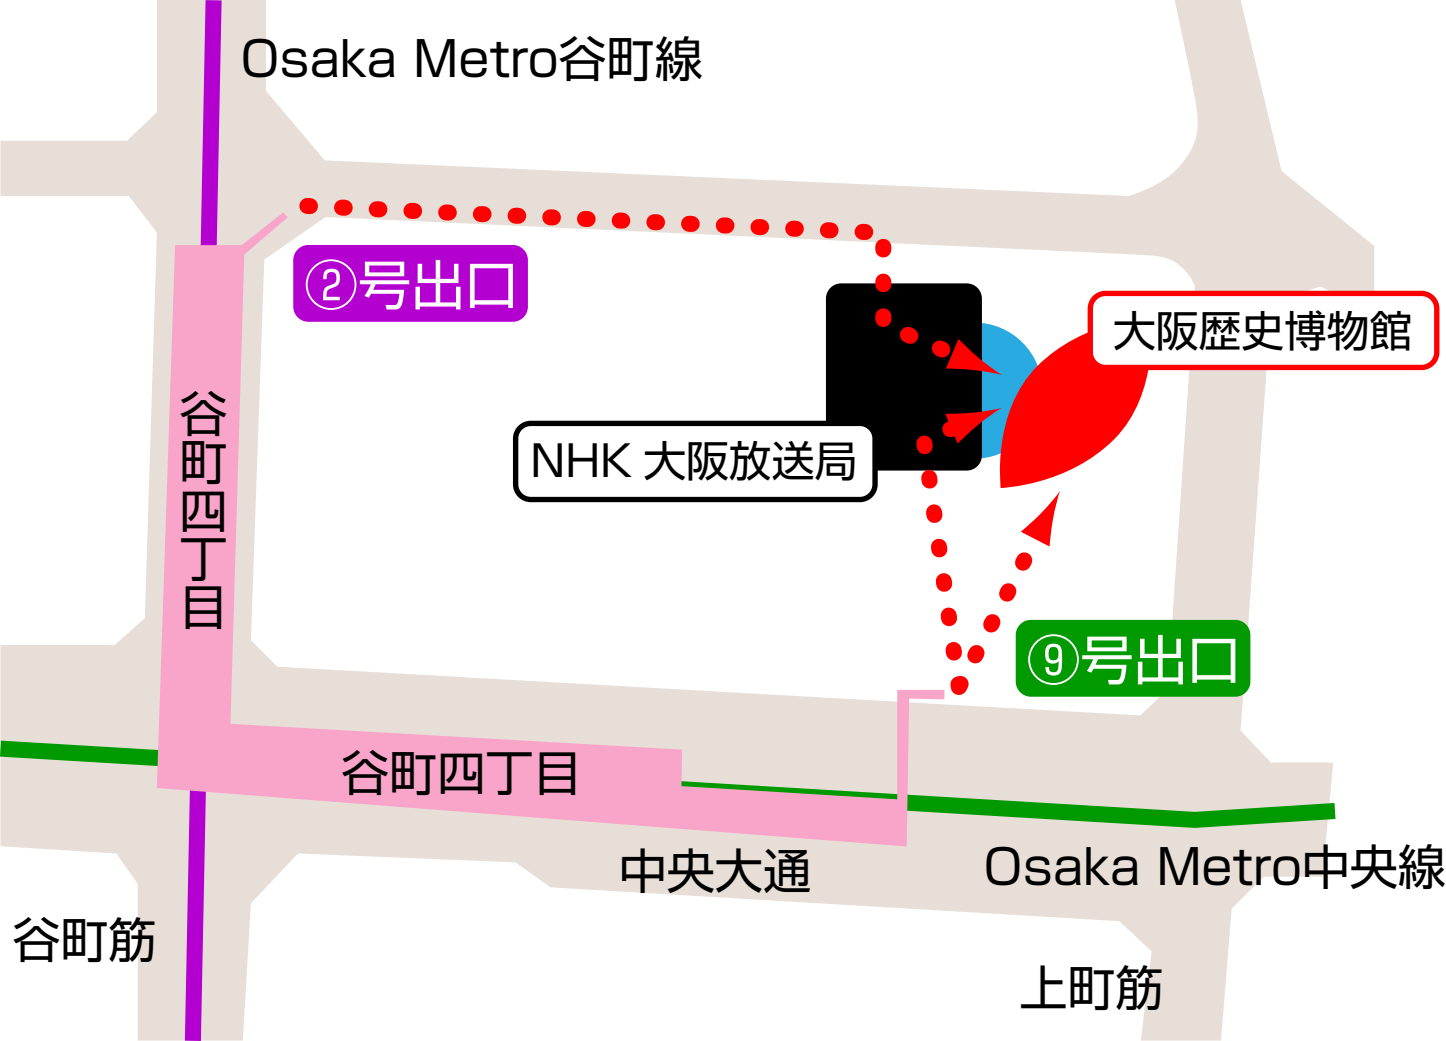 Osaka Metro谷町線
②号出口
大阪歴史博物館
谷町四丁目
NHK 大阪放送局
⑨号出口
谷町四丁目
中央大通
Osaka Metro中央線
谷町筋
上町筋